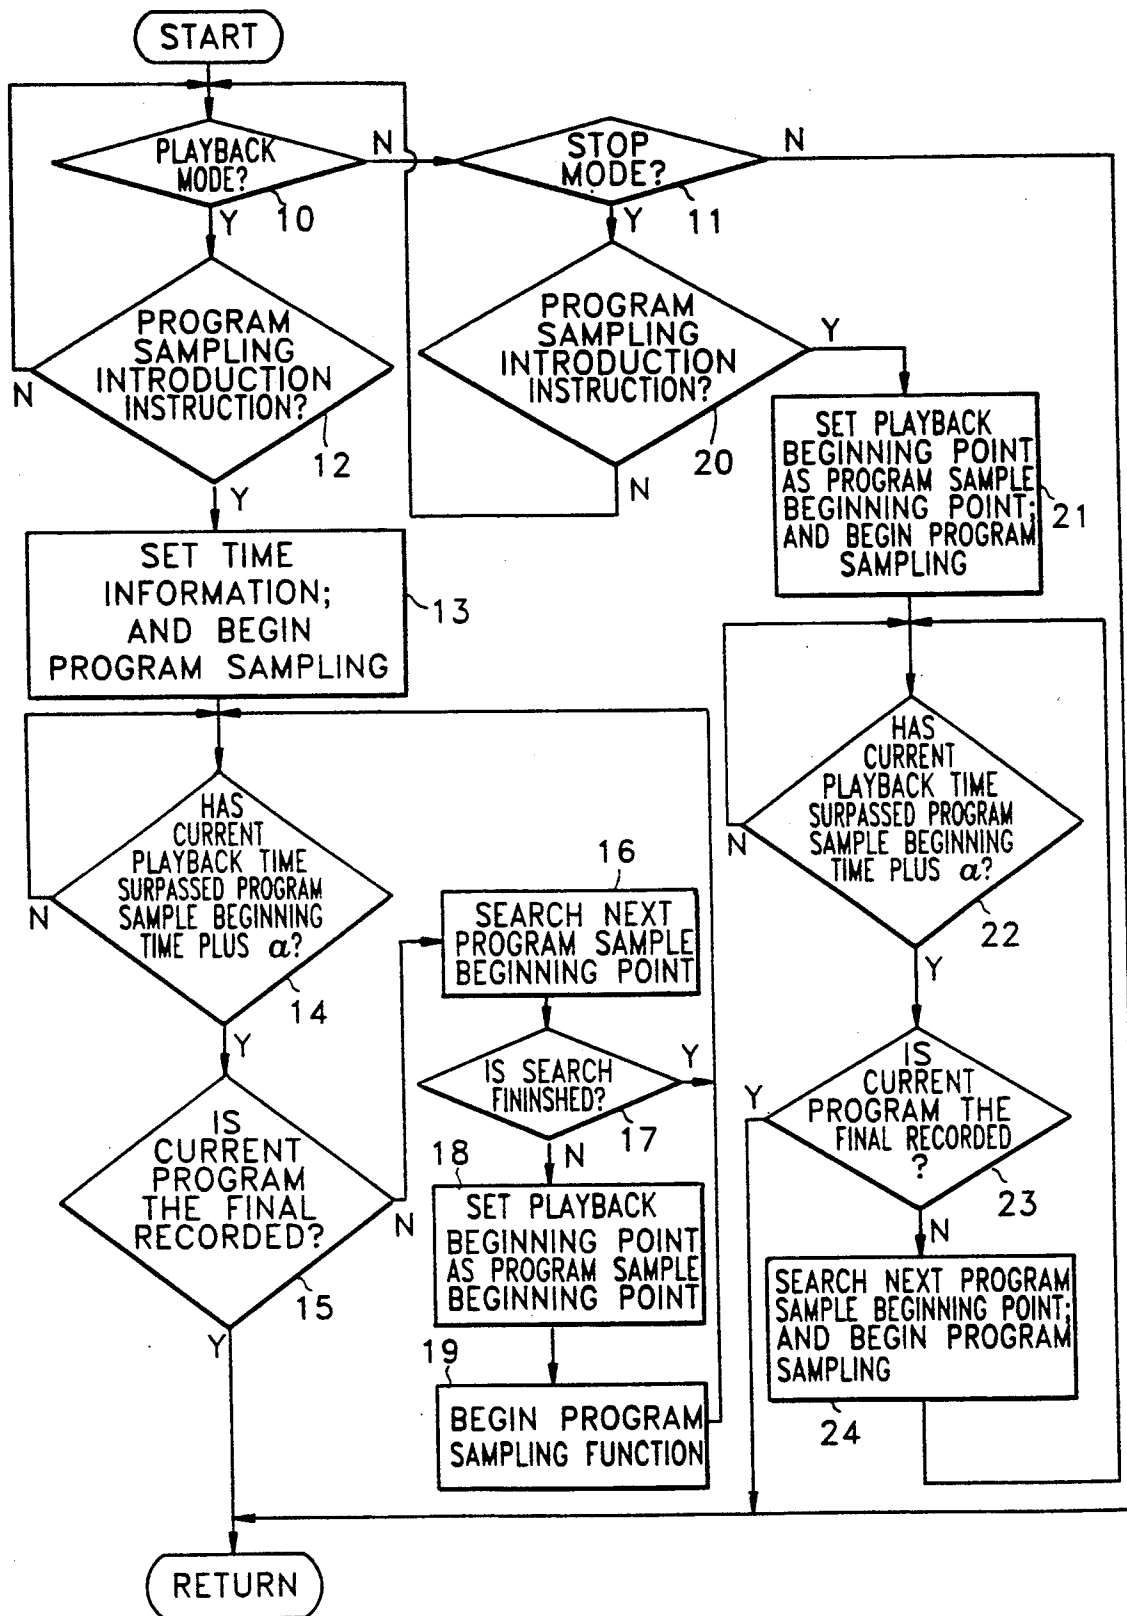 START
PLAYBACK
MODE?
10
N
Y
STOP
MODE?
11
N
Y
PROGRAM
SAMPLING
INTRODUCTION
INSTRUCTION?
12
N
Y
PROGRAM
SAMPLING
INTRODUCTION
INSTRUCTION?
20
Y
N
SET PLAYBACK
BEGINNING POINT
AS PROGRAM SAMPLE
BEGINNING POINT;
AND BEGIN PROGRAM
SAMPLING
21
SET TIME
INFORMATION;
AND BEGIN
PROGRAM SAMPLING
13
HAS
CURRENT
PLAYBACK TIME
SURPASSED PROGRAM
SAMPLE BEGINNING
TIME PLUS α?
14
N
Y
HAS
CURRENT
PLAYBACK TIME
SURPASSED PROGRAM
SAMPLE BEGINNING
TIME PLUS α?
22
N
Y
16
SEARCH NEXT
PROGRAM SAMPLE
BEGINNING POINT
IS SEARCH
FININSHED?
17
Y
N
IS
CURRENT
PROGRAM
THE FINAL
RECORDED?
15
N
Y
18
SET PLAYBACK
BEGINNING POINT
AS PROGRAM SAMPLE
BEGINNING POINT
19
BEGIN PROGRAM
SAMPLING FUNCTION
IS
CURRENT
PROGRAM THE
FINAL RECORDED
?
23
Y
N
SEARCH NEXT PROGRAM
SAMPLE BEGINNING POINT;
AND BEGIN PROGRAM
SAMPLING
24
RETURN